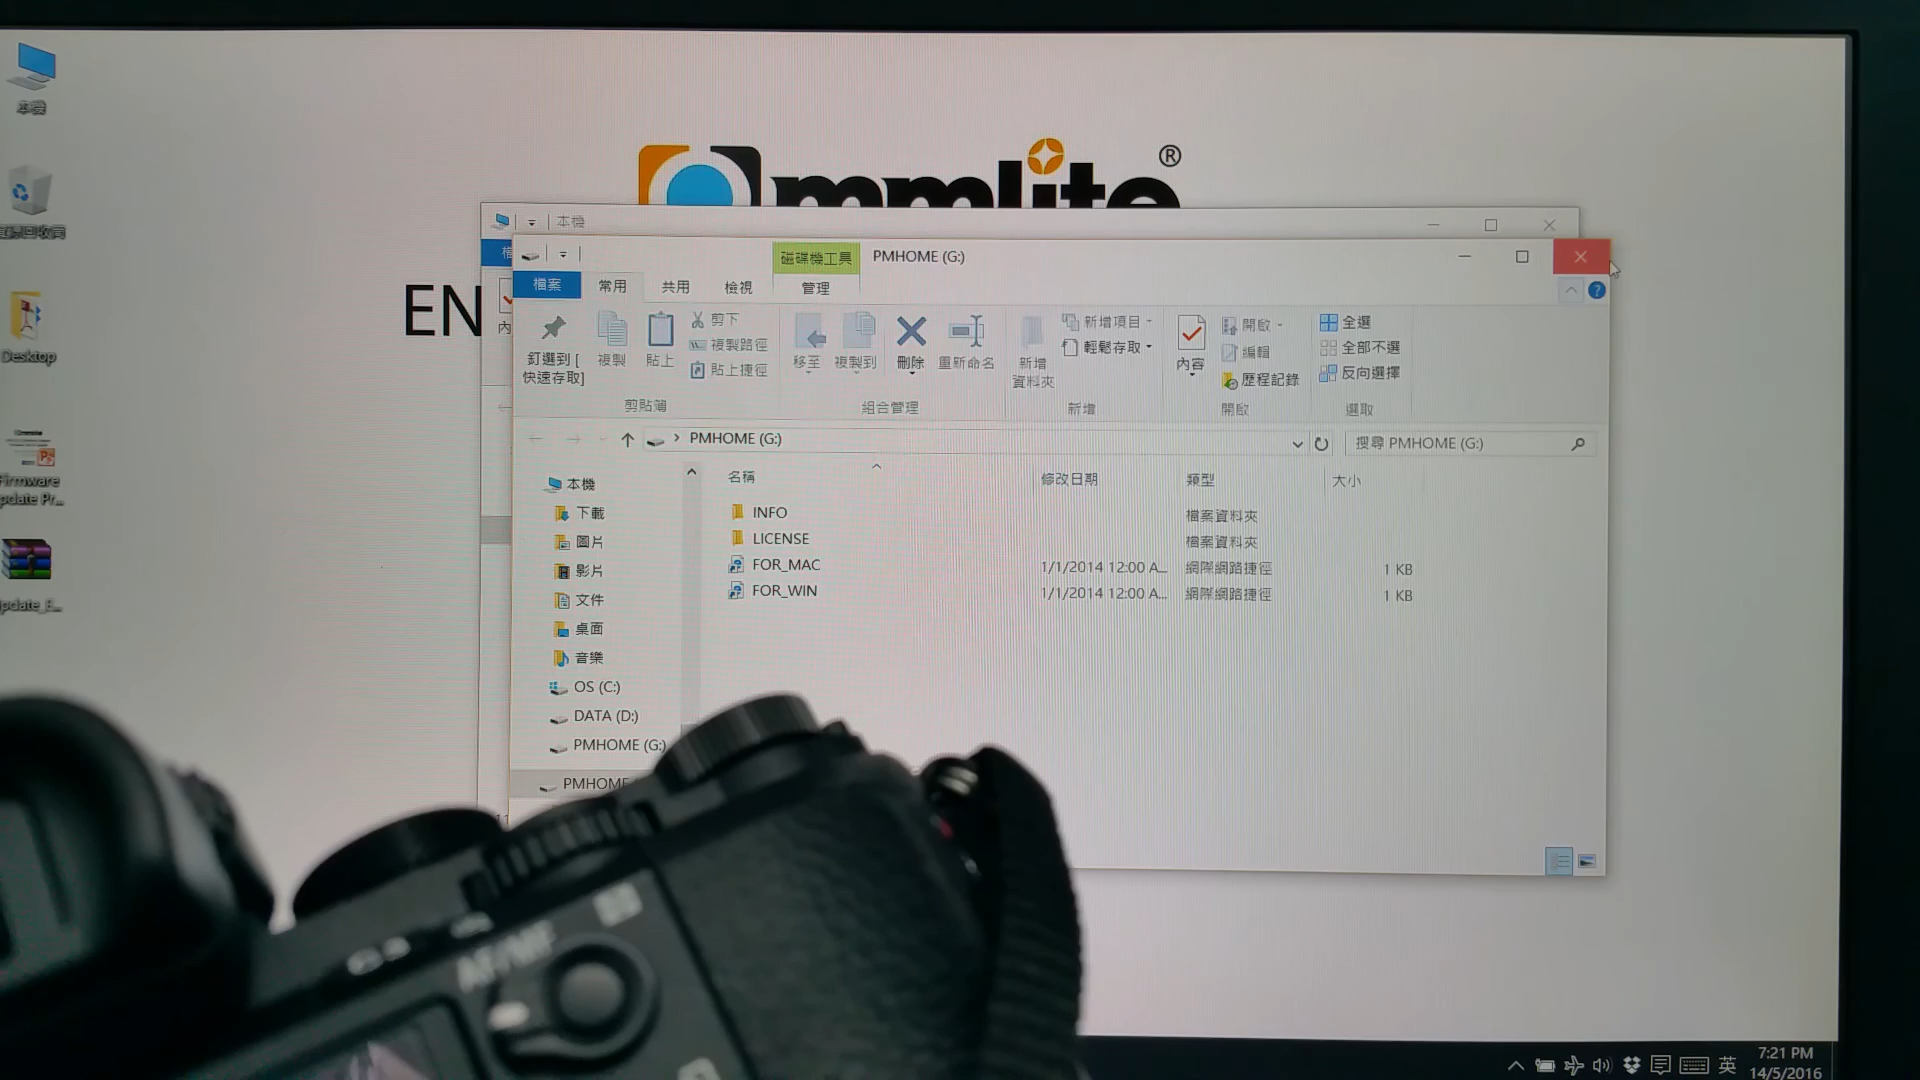 本機
Desktop
Firmware
EN
本機
磁碟機工具
PMHOME (G:)
檔案
常用
共用
檢視
管理
釘選到 [
快速存取]
複製
貼上
剪下
複製路徑
貼上捷徑
剪貼簿
移至
複製到
刪除
重新命名
組合管理
新增
資料夾
新增項目
輕鬆存取
新增
內容
開啟
編輯
歷程記錄
開啟
全選
全部不選
反向選擇
選取
PMHOME (G:)
搜尋 PMHOME (G:)
名稱
修改日期
類型
大小
INFO
檔案資料夾
LICENSE
檔案資料夾
FOR_MAC
1/1/2014 12:00 A...
網際網路捷徑
1 KB
FOR_WIN
1/1/2014 12:00 A...
網際網路捷徑
1 KB
本機
下載
圖片
影片
文件
桌面
音樂
OS (C:)
DATA (D:)
PMHOME (G:)
PMHOME
AF/MF
英
7:21 PM
14/5/2016